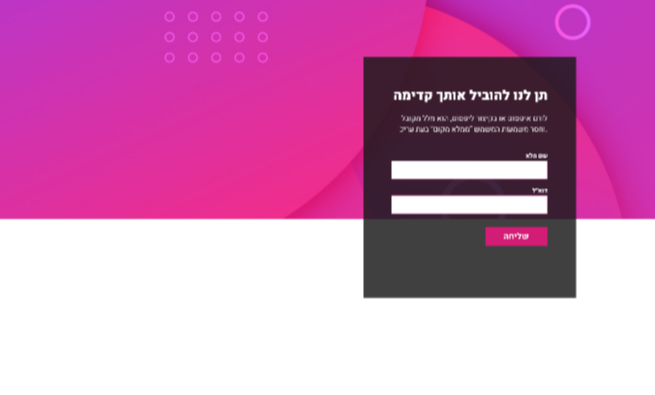 תן לנו להוביל אותך קדימה
לורם איפסום או בקיצור ליפסום, הוא מלל מקובל
וחסר משמעות המשמש "ממלא מקום" בעת עריכ.
שם מלא
דוא"ל
שליחה